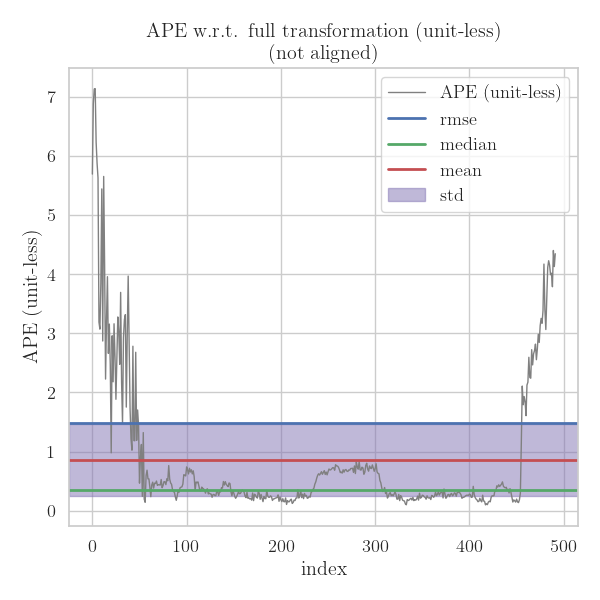 APE w.r.t. full transformation (unit-less)
(not aligned)
APE (unit-less)
rmse
median
mean
std
APE (unit-less)
7
6
5
4
3
2
1
0
0 100 200 300 400 500
index